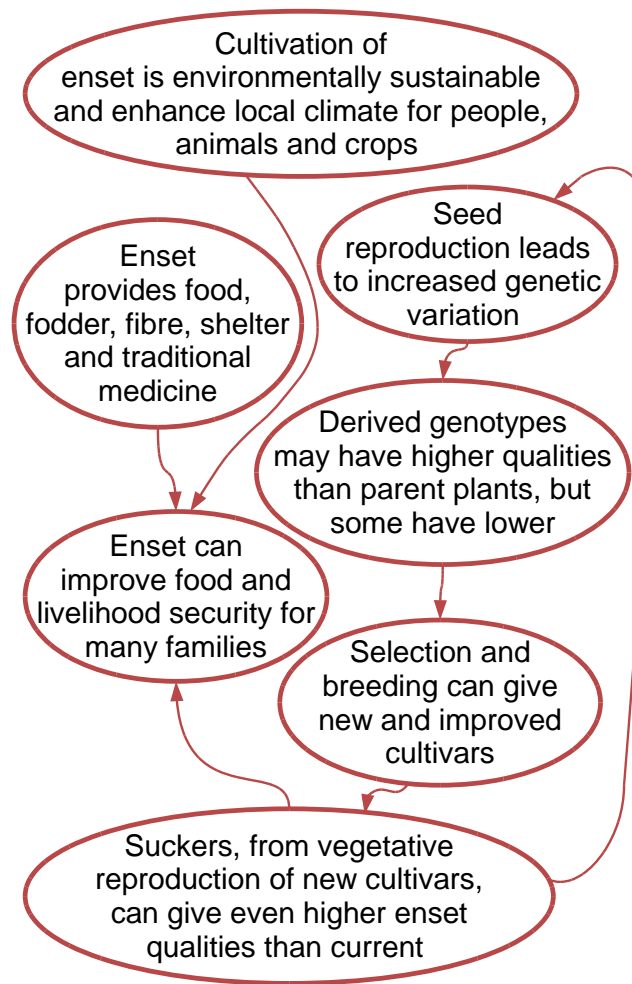 Cultivation of
enset is environmentally sustainable
and enhance local climate for people,
animals and crops
Seed
reproduction leads
to increased genetic
variation
Enset
provides food,
fodder, fibre, shelter
and traditional
medicine
Derived genotypes
may have higher qualities
than parent plants, but
some have lower
Enset can
improve food and
livelihood security for
many families
Selection and
breeding can give
new and improved
cultivars
Suckers, from vegetative
reproduction of new cultivars,
can give even higher enset
qualities than current